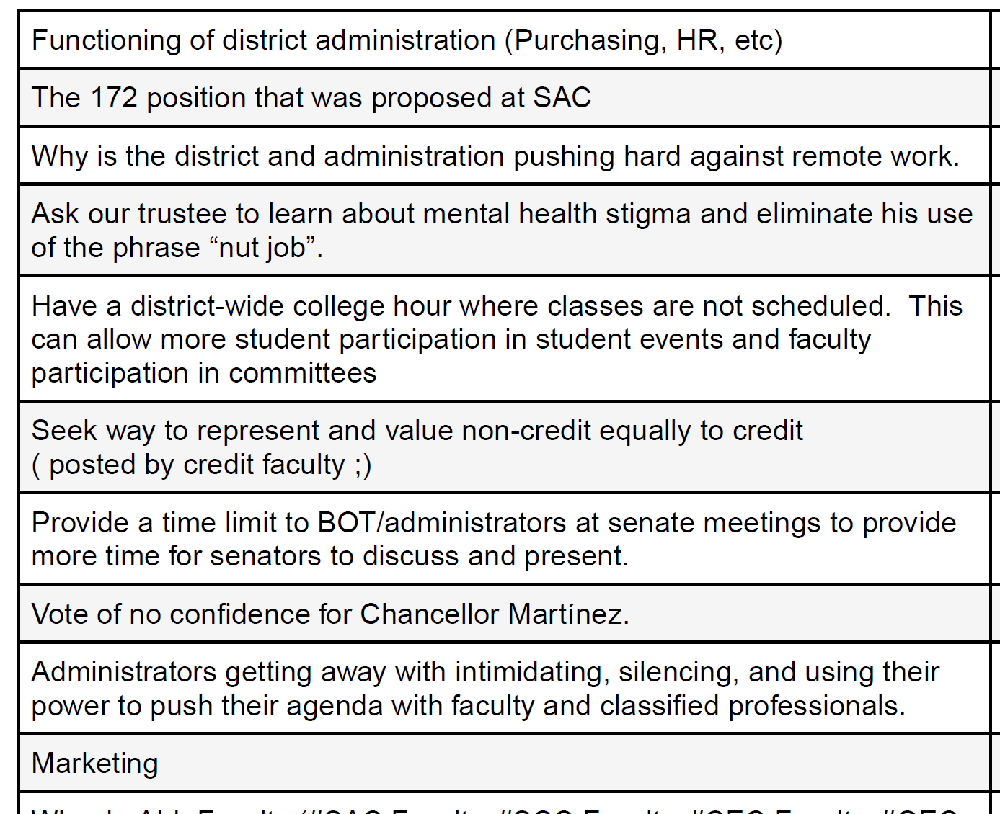 Functioning of district administration (Purchasing, HR, etc)
The 172 position that was proposed at SAC
Why is the district and administration pushing hard against remote work.
Ask our trustee to learn about mental health stigma and eliminate his use
of the phrase “nut job”.
Have a district-wide college hour where classes are not scheduled.  This
can allow more student participation in student events and faculty
participation in committees
Seek way to represent and value non-credit equally to credit
( posted by credit faculty ;)
Provide a time limit to BOT/administrators at senate meetings to provide
more time for senators to discuss and present.
Vote of no confidence for Chancellor Martínez.
Administrators getting away with intimidating, silencing, and using their
power to push their agenda with faculty and classified professionals.
Marketing